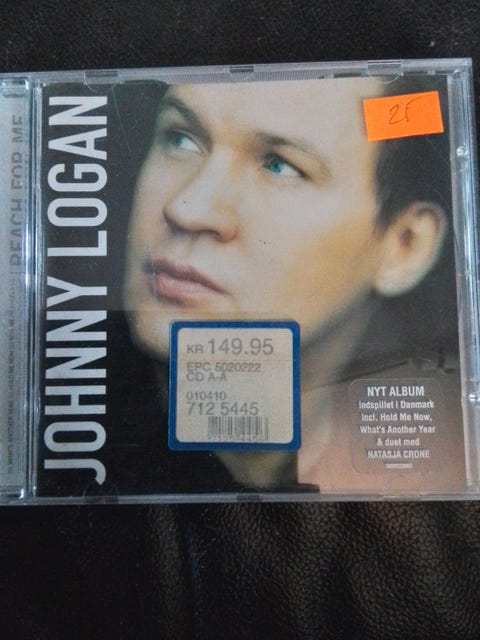 REACH FOR ME
JOHNNY LOGAN
25
KR 149.95
EPC 5020222
CD A-A
010410
712 5445
NYT ALBUM
indspillet i Danmark
Incl. Hold Me Now,
What's Another Year
& duet med
NATASJA CRONE